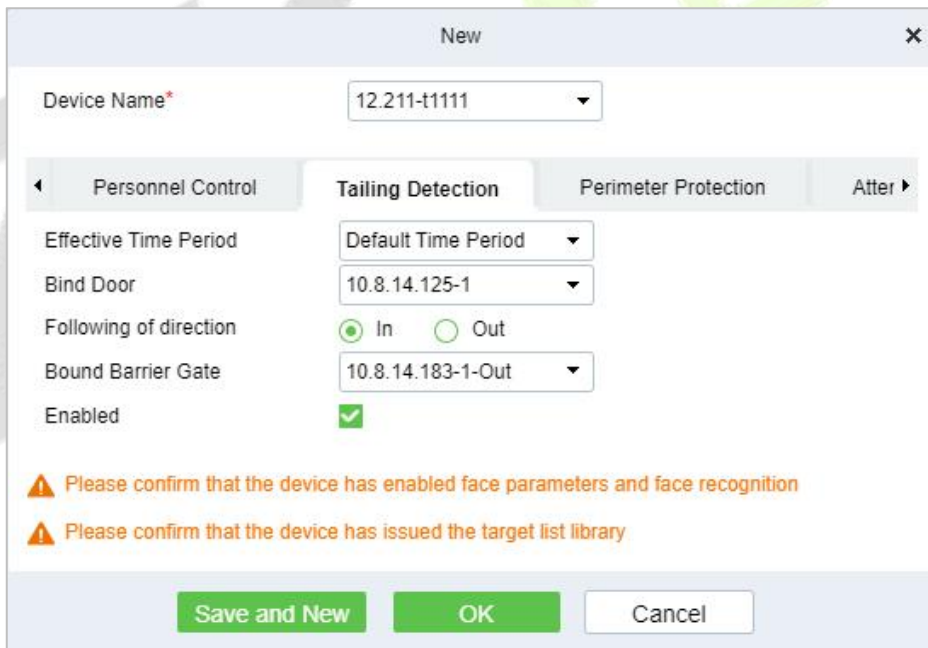 New
Device Name* 12.211-t1111
Personnel Control Tailing Detection Perimeter Protection Atter
Effective Time Period Default Time Period
Bind Door 10.8.14.125-1
Following of direction In Out
Bound Barrier Gate 10.8.14.183-1-Out
Enabled
Please confirm that the device has enabled face parameters and face recognition
Please confirm that the device has issued the target list library
Save and New OK Cancel